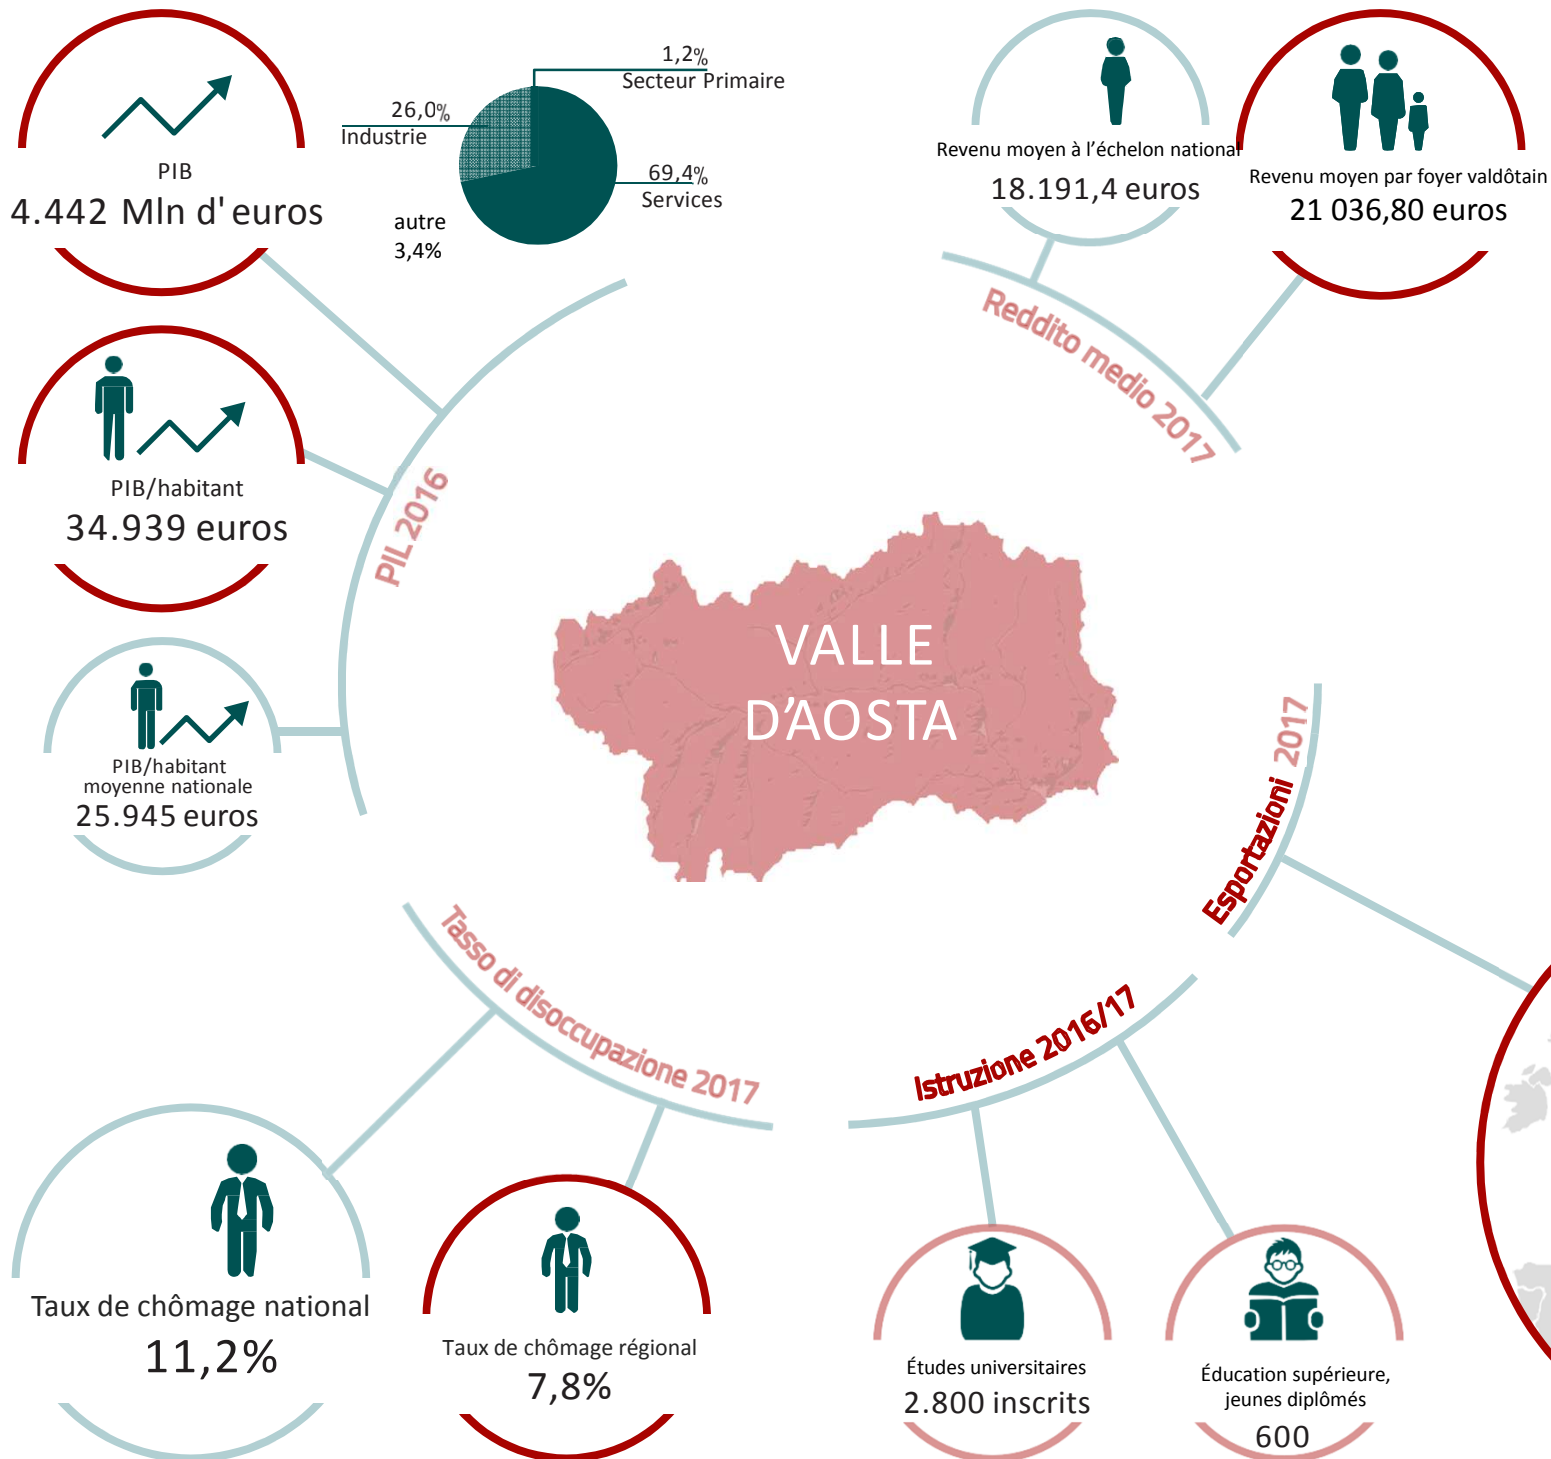 PIB
4.442 Mln d'euros
1,2%
Secteur Primaire
26,0%
Industrie
69,4%
Services
autre
3,4%
Revenu moyen à l'échelon national
18.191,4 euros
Revenu moyen par foyer valdôtain
21 036,80 euros
Reddito medio 2017
PIB/habitant
34.939 euros
PIL 2016
PIB/habitant
moyenne nationale
25.945 euros
VALLE
D'AOSTA
Esportazioni 2017
Tasso di disoccupazione 2017
Istruzione 2016/17
Taux de chômage national
11,2%
Taux de chômage régional
7,8%
Études universitaires
2.800 inscrits
Éducation supérieure,
jeunes diplômés
600